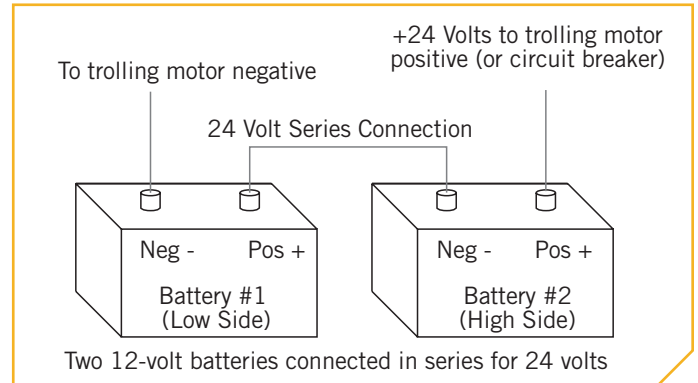 +24 Volts to trolling motor
positive (or circuit breaker)
To trolling motor negative
24 Volt Series Connection
Neg - Pos +
Battery #1
(Low Side)
Neg - Pos +
Battery #2
(High Side)
Two 12-volt batteries connected in series for 24 volts